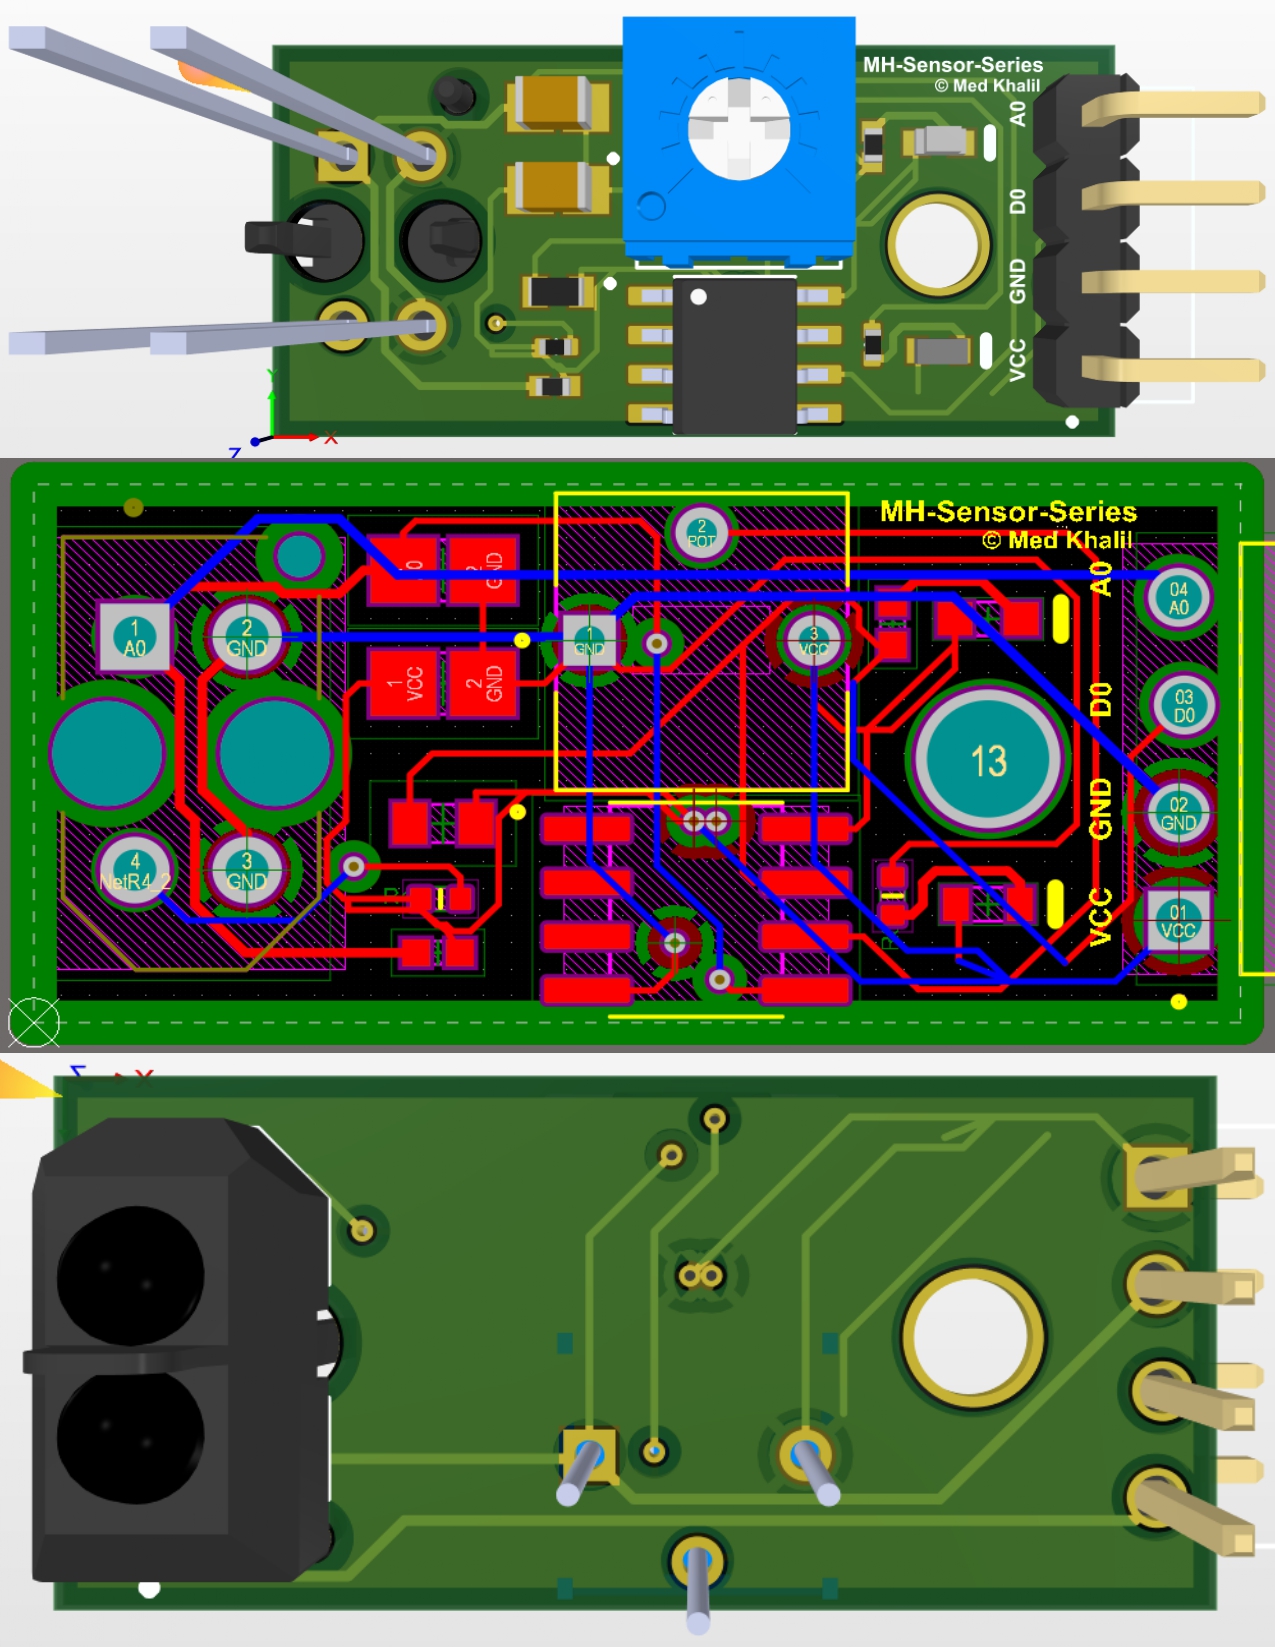 MH-Sensor-Series
© Med Khalil
A0
D0
GND
VCC
Y
X
Z
MH-Sensor-Series
© Med Khalil
2
POT
GND
A0
04
A0
1
A0
2
GND
1
GND
3
VCC
1
VCC
2
GND
D0
03
D0
13
GND
02
GND
4
NetR4_2
3
GND
VCC
01
VCC
Z
X